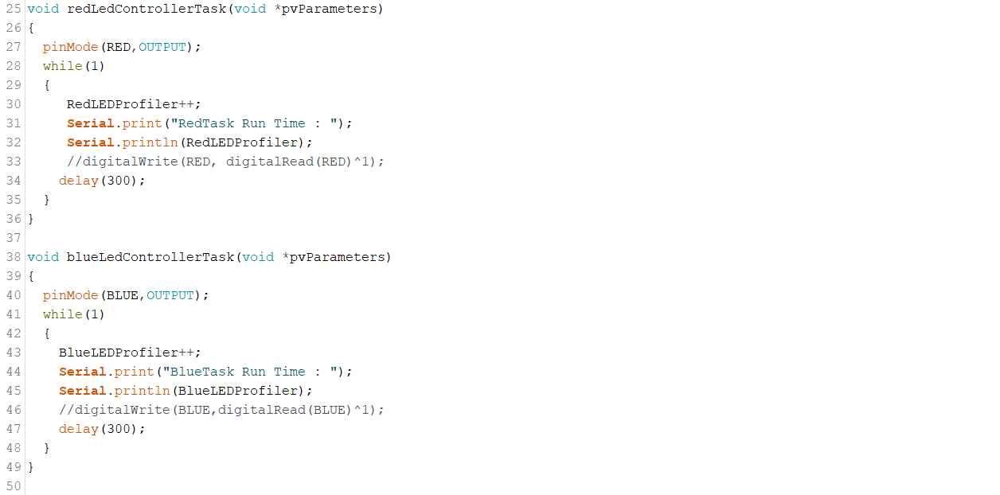 25 void redLedControllerTask(void *pvParameters)
26 {
27   pinMode(RED,OUTPUT);
28   while(1)
29   {
30      RedLEDProfiler++;
31      Serial.print("RedTask Run Time : ");
32      Serial.println(RedLEDProfiler);
33      //digitalWrite(RED, digitalRead(RED)^1);
34     delay(300);
35   }
36 }
37
38 void blueLedControllerTask(void *pvParameters)
39 {
40   pinMode(BLUE,OUTPUT);
41   while(1)
42   {
43     BlueLEDProfiler++;
44     Serial.print("BlueTask Run Time : ");
45     Serial.println(BlueLEDProfiler);
46     //digitalWrite(BLUE,digitalRead(BLUE)^1);
47     delay(300);
48   }
49 }
50